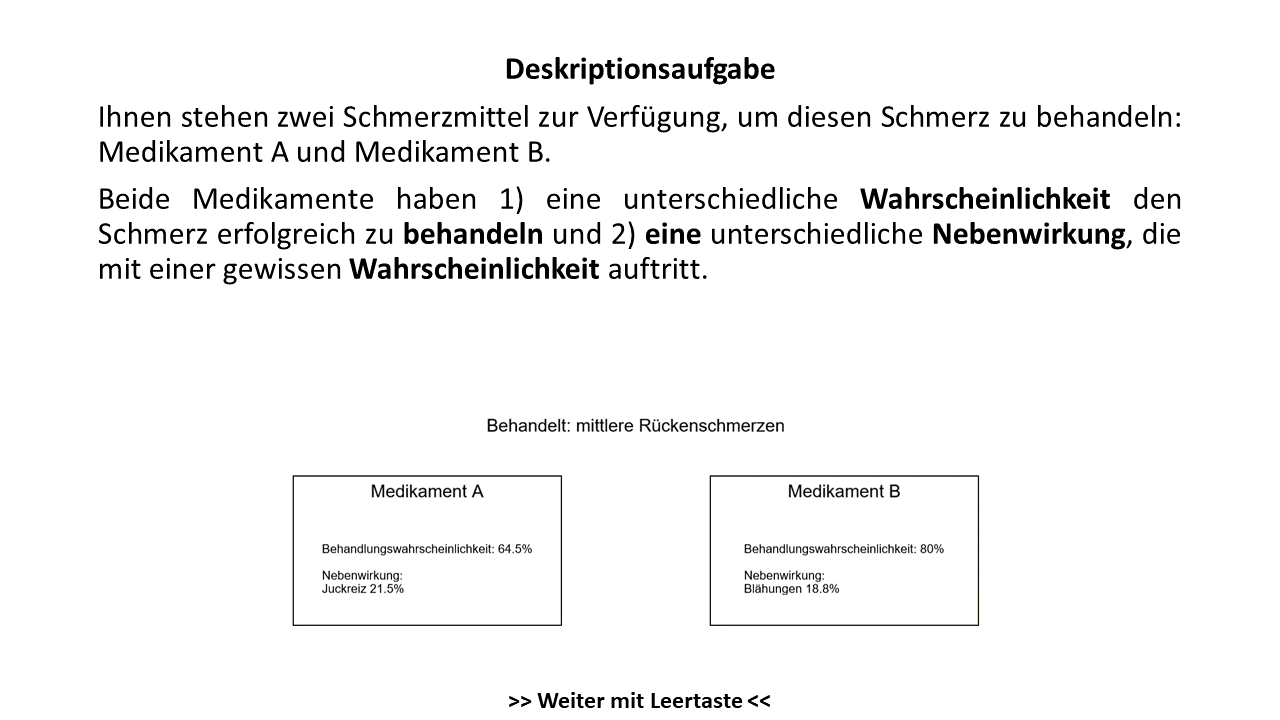 Deskriptionsaufgabe
Ihnen stehen zwei Schmerzmittel zur Verfügung, um diesen Schmerz zu behandeln:
Medikament A und Medikament B.
Beide Medikamente haben 1) eine unterschiedliche Wahrscheinlichkeit den
Schmerz erfolgreich zu behandeln und 2) eine unterschiedliche Nebenwirkung, die
mit einer gewissen Wahrscheinlichkeit auftritt.
Behandelt: mittlere Rückenschmerzen
Medikament A
Behandlungswahrscheinlichkeit: 64.5%
Nebenwirkung:
Juckreiz 21.5%
Medikament B
Behandlungswahrscheinlichkeit: 80%
Nebenwirkung:
Blähungen 18.8%
>> Weiter mit Leertaste <<